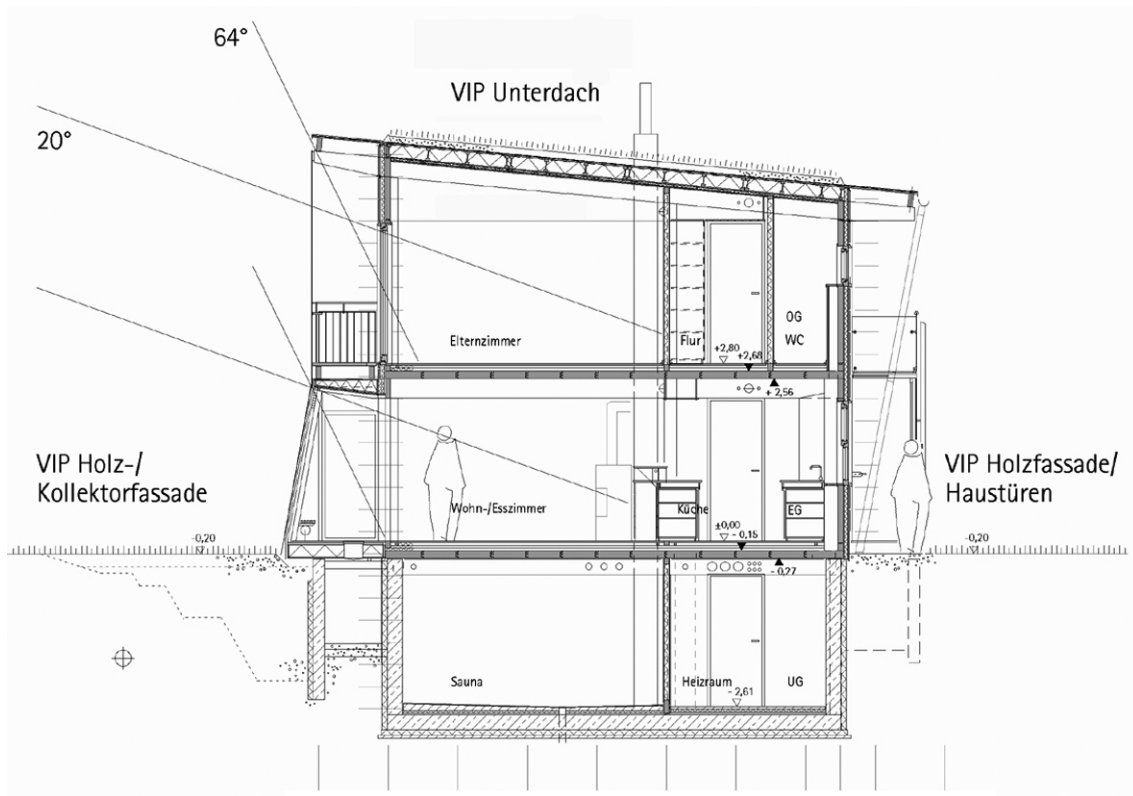 64°
VIP Unterdach
20°
Elternzimmer
Flur
OG
WC
+2,80
+2,68
+ 2,56
VIP Holz-/
Kollektorfassade
VIP Holzfassade/
Haustüren
Wohn-/Esszimmer
Küche
EG
±0,00
- 0,15
-0,20
-0,20
- 0,27
Sauna
Heizraum
UG
- 2,61